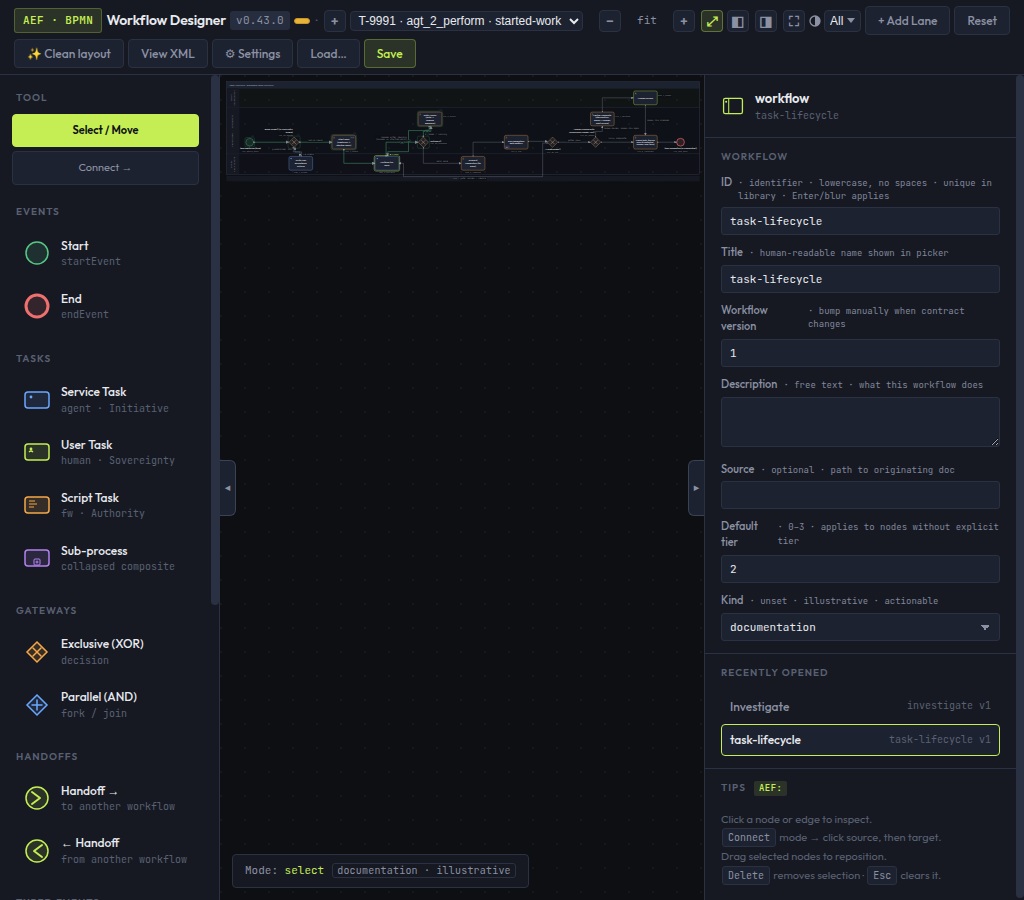 AEF · BPMN Workflow Designer v0.43.0 · + T-9991 · agt_2_perform · started-work − fit + All + Add Lane Reset
✨ Clean layout View XML ⚙ Settings Load... Save
TOOL
Select / Move
Connect →
EVENTS
Start
startEvent
End
endEvent
TASKS
Service Task
agent · Initiative
User Task
human · Sovereignty
Script Task
fw · Authority
Sub-process
collapsed composite
GATEWAYS
Exclusive (XOR)
decision
Parallel (AND)
fork / join
HANDOFFS
Handoff →
to another workflow
← Handoff
from another workflow
Mode: select documentation · illustrative
workflow
task-lifecycle
WORKFLOW
ID · identifier · lowercase, no spaces · unique in
library · Enter/blur applies
task-lifecycle
Title · human-readable name shown in picker
task-lifecycle
Workflow version · bump manually when contract changes
1
Description · free text · what this workflow does
Source · optional · path to originating doc
Default tier · 0–3 · applies to nodes without explicit tier
2
Kind · unset · illustrative · actionable
documentation
RECENTLY OPENED
Investigate investigate v1
task-lifecycle task-lifecycle v1
TIPS AEF:
Click a node or edge to inspect.
Connect mode → click source, then target.
Drag selected nodes to reposition.
Delete removes selection · Esc clears it.